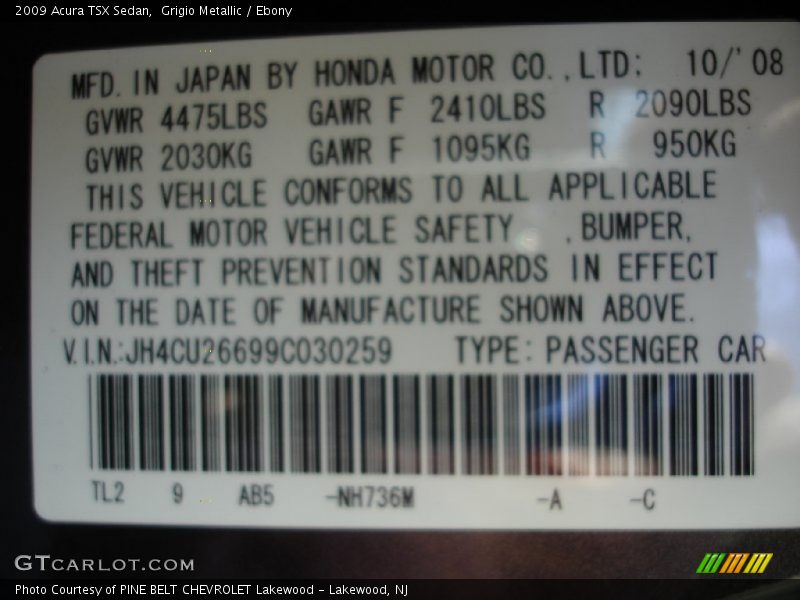 2009 Acura TSX Sedan,  Grigio Metallic / Ebony
MFD. IN JAPAN BY HONDA MOTOR CO.,LTD; 10/'08
GVWR 4475LBS GAWR F 2410LBS R 2090LBS
GVWR 2030KG GAWR F 1095KG R 950KG
THIS VEHICLE CONFORMS TO ALL APPLICABLE
FEDERAL MOTOR VEHICLE SAFETY ,BUMPER,
AND THEFT PREVENTION STANDARDS IN EFFECT
ON THE DATE OF MANUFACTURE SHOWN ABOVE.
V.I.N.:JH4CU26699C030259 TYPE: PASSENGER CAR
TL2 9 AB5 -NH736M -A -C
GTCARLOT.COM
Photo Courtesy of PINE BELT CHEVROLET Lakewood - Lakewood, NJ